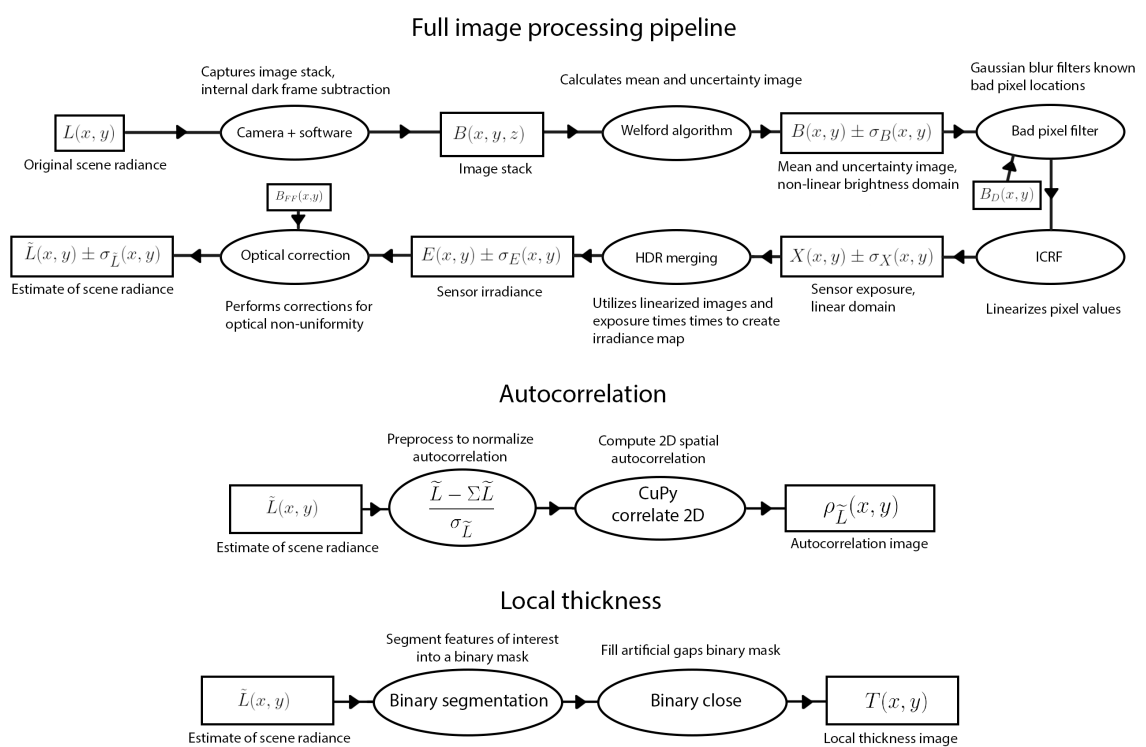 Full image processing pipeline
Captures image stack,
internal dark frame subtraction
Calculates mean and uncertainty image
Gaussian blur filters known
bad pixel locations
L(x, y)
Camera + software
B(x, y, z)
Welford algorithm
B(x, y) ± σ_B(x, y)
Bad pixel filter
Original scene radiance
Image stack
Mean and uncertainty image,
non-linear brightness domain
B_D(x, y)
B_{FF}(x,y)
L̃(x, y) ± σ_{L̃}(x, y)
Optical correction
E(x, y) ± σ_E(x, y)
HDR merging
X(x, y) ± σ_X(x, y)
ICRF
Estimate of scene radiance
Performs corrections for
optical non-uniformity
Sensor irradiance
Utilizes linearized images and
exposure times times to create
irradiance map
Sensor exposure,
linear domain
Linearizes pixel values
Autocorrelation
Preprocess to normalize
autocorrelation
Compute 2D spatial
autocorrelation
L̃(x, y)
L̃ − ΣL̃
σ_{L̃}
CuPy
correlate 2D
ρ_{L̃}(x, y)
Estimate of scene radiance
Autocorrelation image
Local thickness
Segment features of interest
into a binary mask
Fill artificial gaps binary mask
L̃(x, y)
Binary segmentation
Binary close
T(x, y)
Estimate of scene radiance
Local thickness image